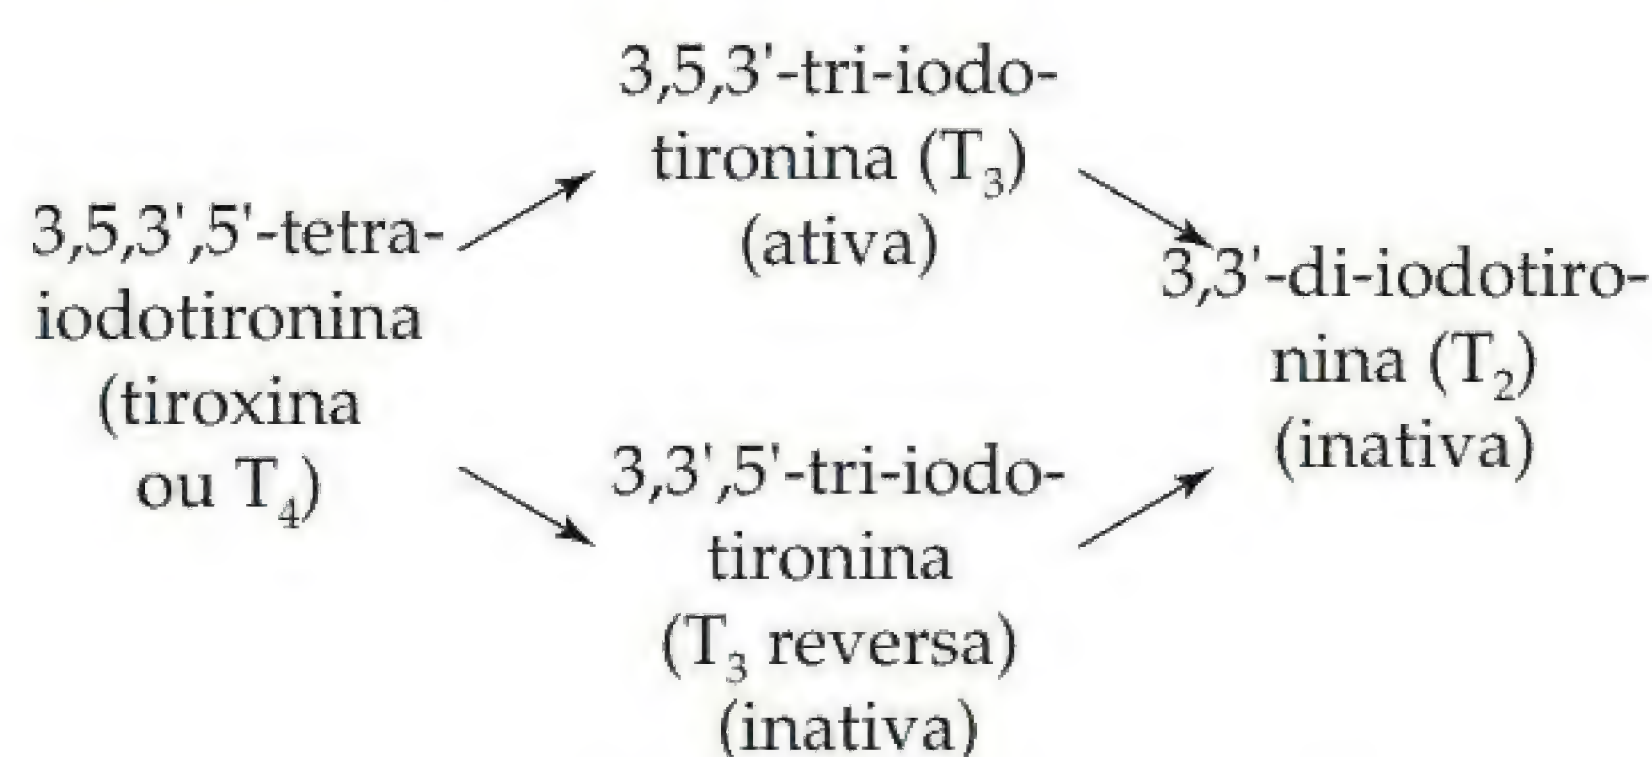 3,5,3',5'-tetra-
iodotironina
(tiroxina
ou T₄)
3,5,3'-tri-iodo-
tironina (T₃)
(ativa)
3,3',5'-tri-iodo-
tironina
(T₃ reversa)
(inativa)
3,3'-di-iodotiro-
nina (T₂)
(inativa)